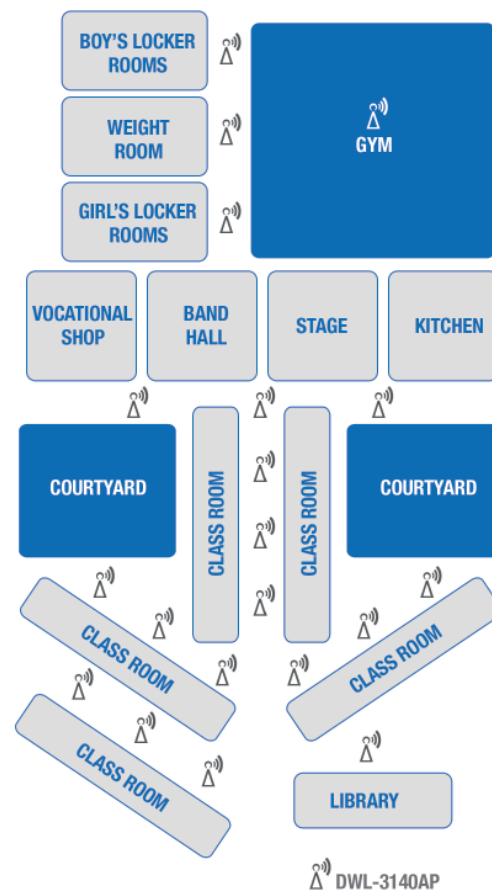 BOY'S LOCKER
ROOMS
WEIGHT
ROOM
GYM
GIRL'S LOCKER
ROOMS
VOCATIONAL
SHOP
BAND
HALL
STAGE
KITCHEN
COURTYARD
CLASS ROOM
CLASS ROOM
COURTYARD
CLASS ROOM
CLASS ROOM
CLASS ROOM
LIBRARY
DWL-3140AP